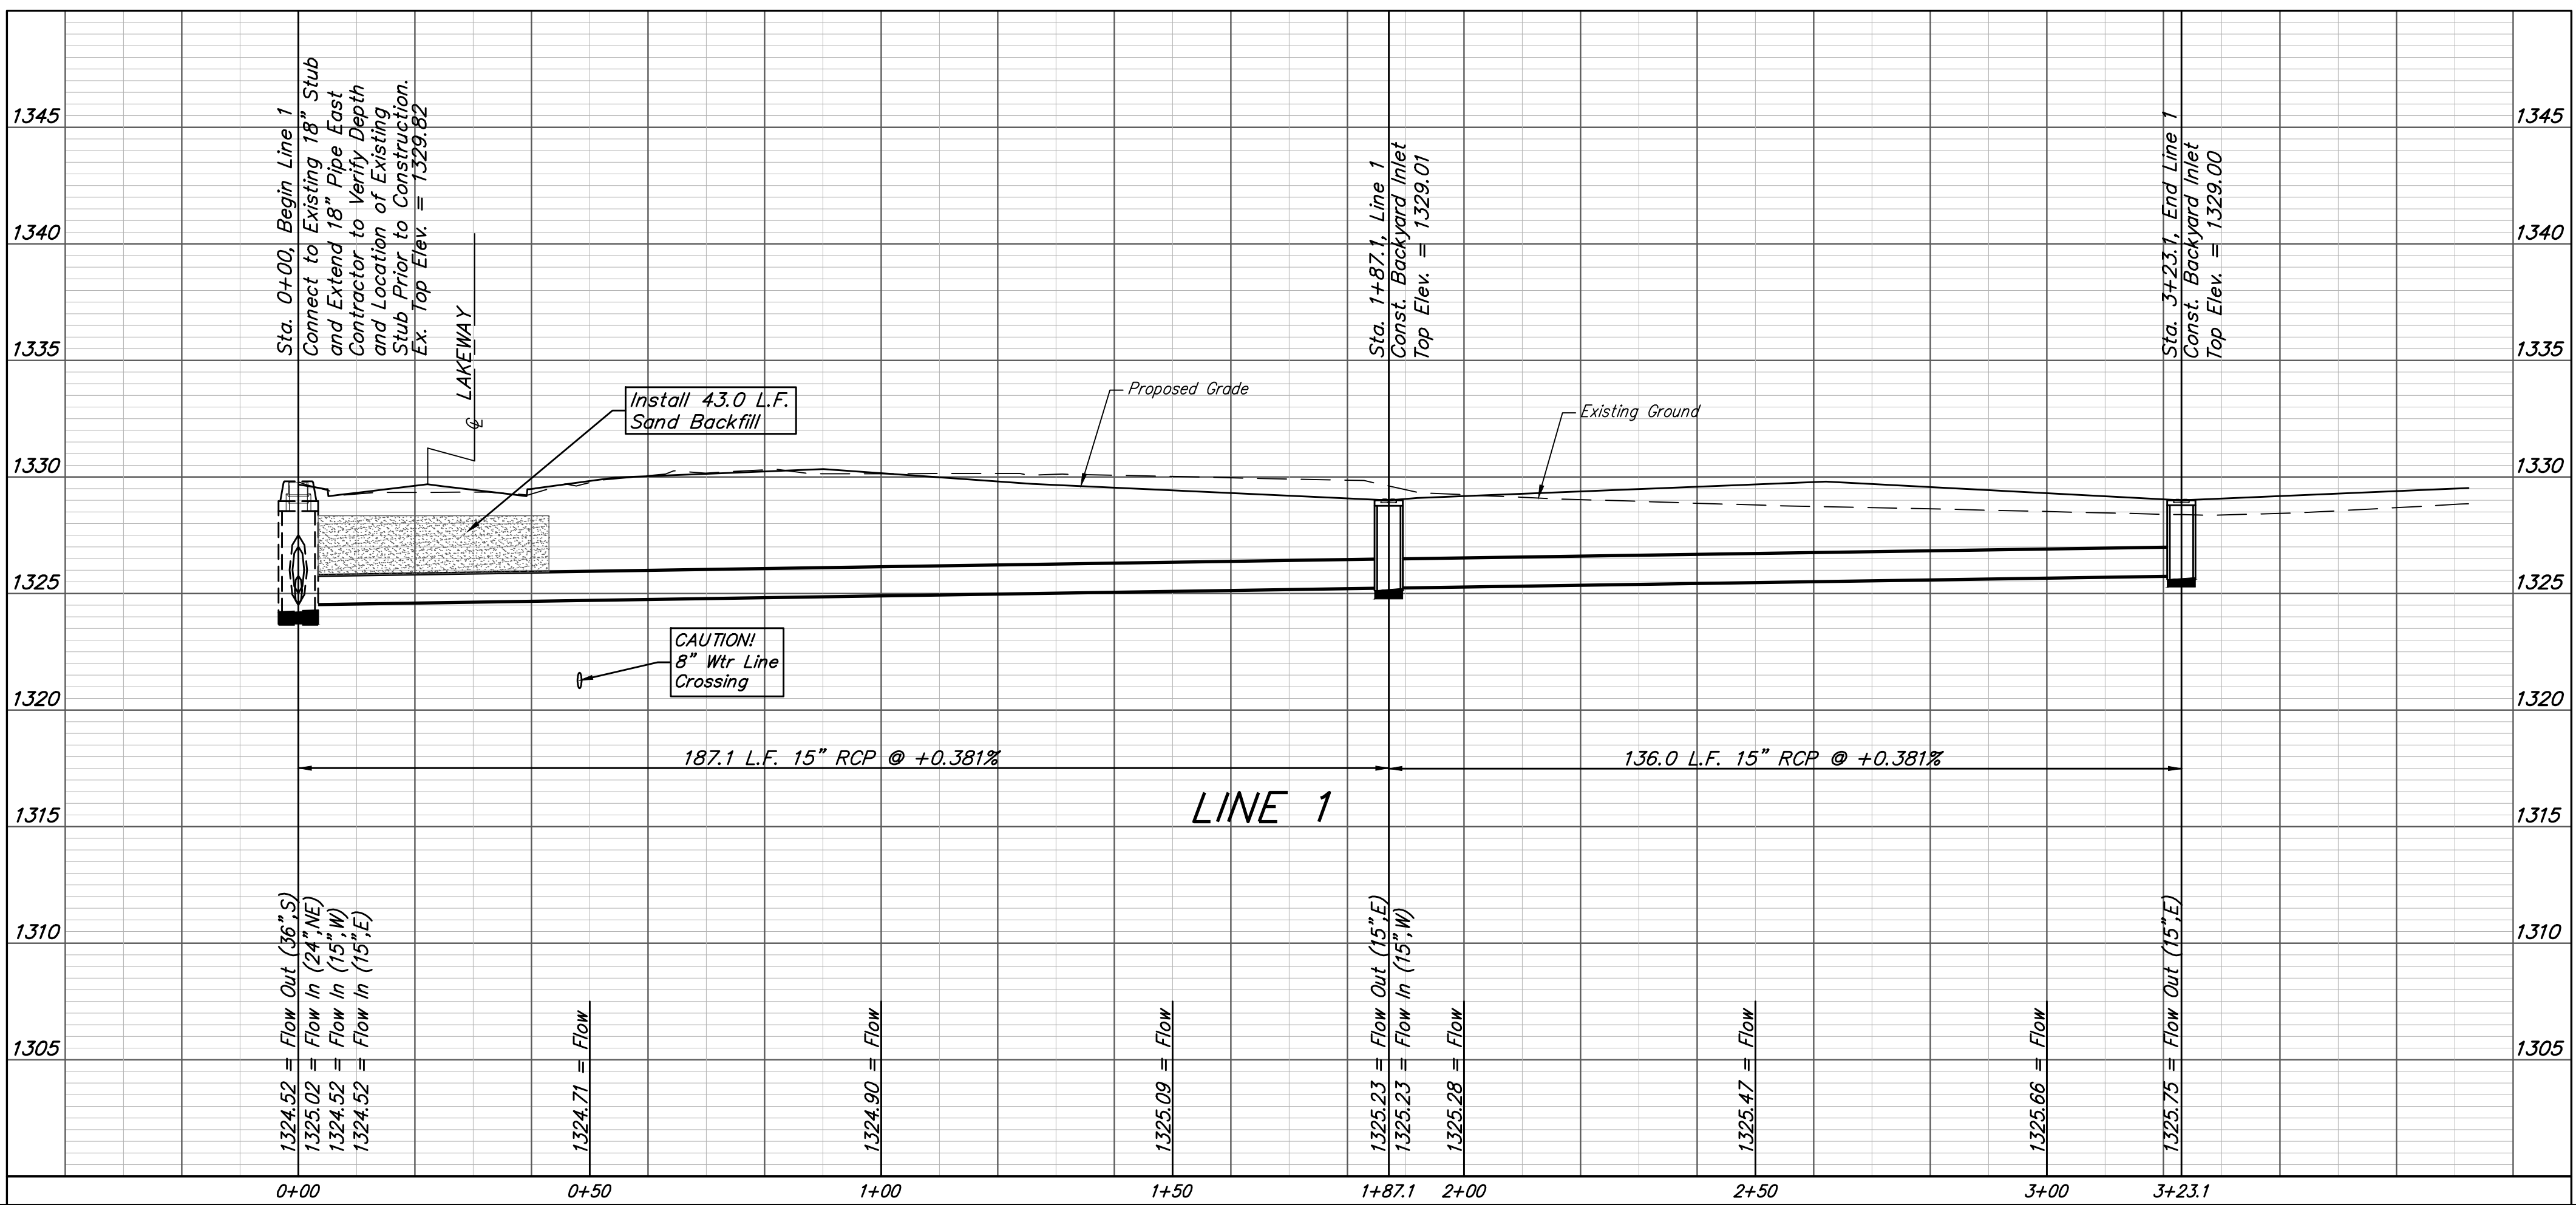 Sta. 0+00, Begin Line 1
Connect to Existing 18" Stub
and Extend 18" Pipe East
Contractor to Verify Depth
and Location of Existing
Stub Prior to Construction.
Ex. Top Elev. = 1329.82
℄ LAKEWAY
Install 43.0 L.F.
Sand Backfill
Proposed Grade
Sta. 1+87.1, Line 1
Const. Backyard Inlet
Top Elev. = 1329.01
Existing Ground
Sta. 3+23.1, End Line 1
Const. Backyard Inlet
Top Elev. = 1329.00
1345
1340
1335
1330
1325
1320
1315
1310
1305
1345
1340
1335
1330
1325
1320
1315
1310
1305
CAUTION!
8" Wtr Line
Crossing
187.1 L.F. 15" RCP @ +0.381%
136.0 L.F. 15" RCP @ +0.381%
LINE 1
1324.52 = Flow Out (36",S)
1325.02 = Flow In (24",NE)
1324.52 = Flow In (15",W)
1324.52 = Flow In (15",E)
1324.71 = Flow
1324.90 = Flow
1325.09 = Flow
1325.23 = Flow Out (15",E)
1325.23 = Flow In (15",W)
1325.28 = Flow
1325.47 = Flow
1325.66 = Flow
1325.75 = Flow Out (15",E)
0+00
0+50
1+00
1+50
1+87.1
2+00
2+50
3+00
3+23.1